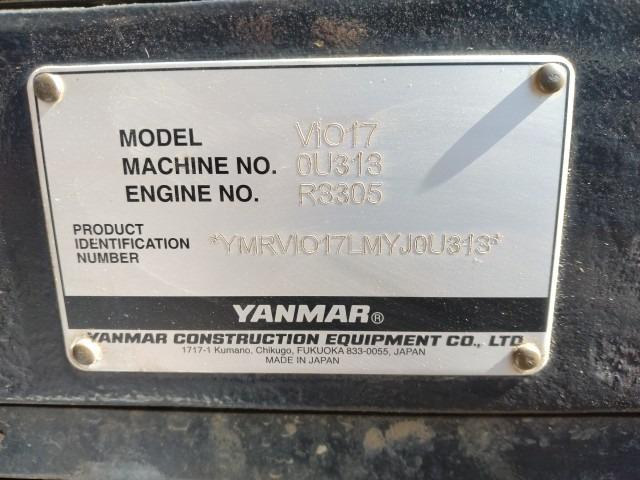 MODEL ViO17
MACHINE NO. 0U313
ENGINE NO. R3305
PRODUCT
IDENTIFICATION
NUMBER *YMRVIO17LMYJ0U313*
YANMAR®
YANMAR CONSTRUCTION EQUIPMENT CO., LTD.
1717-1 Kumano, Chikugo, FUKUOKA 833-0055, JAPAN
MADE IN JAPAN